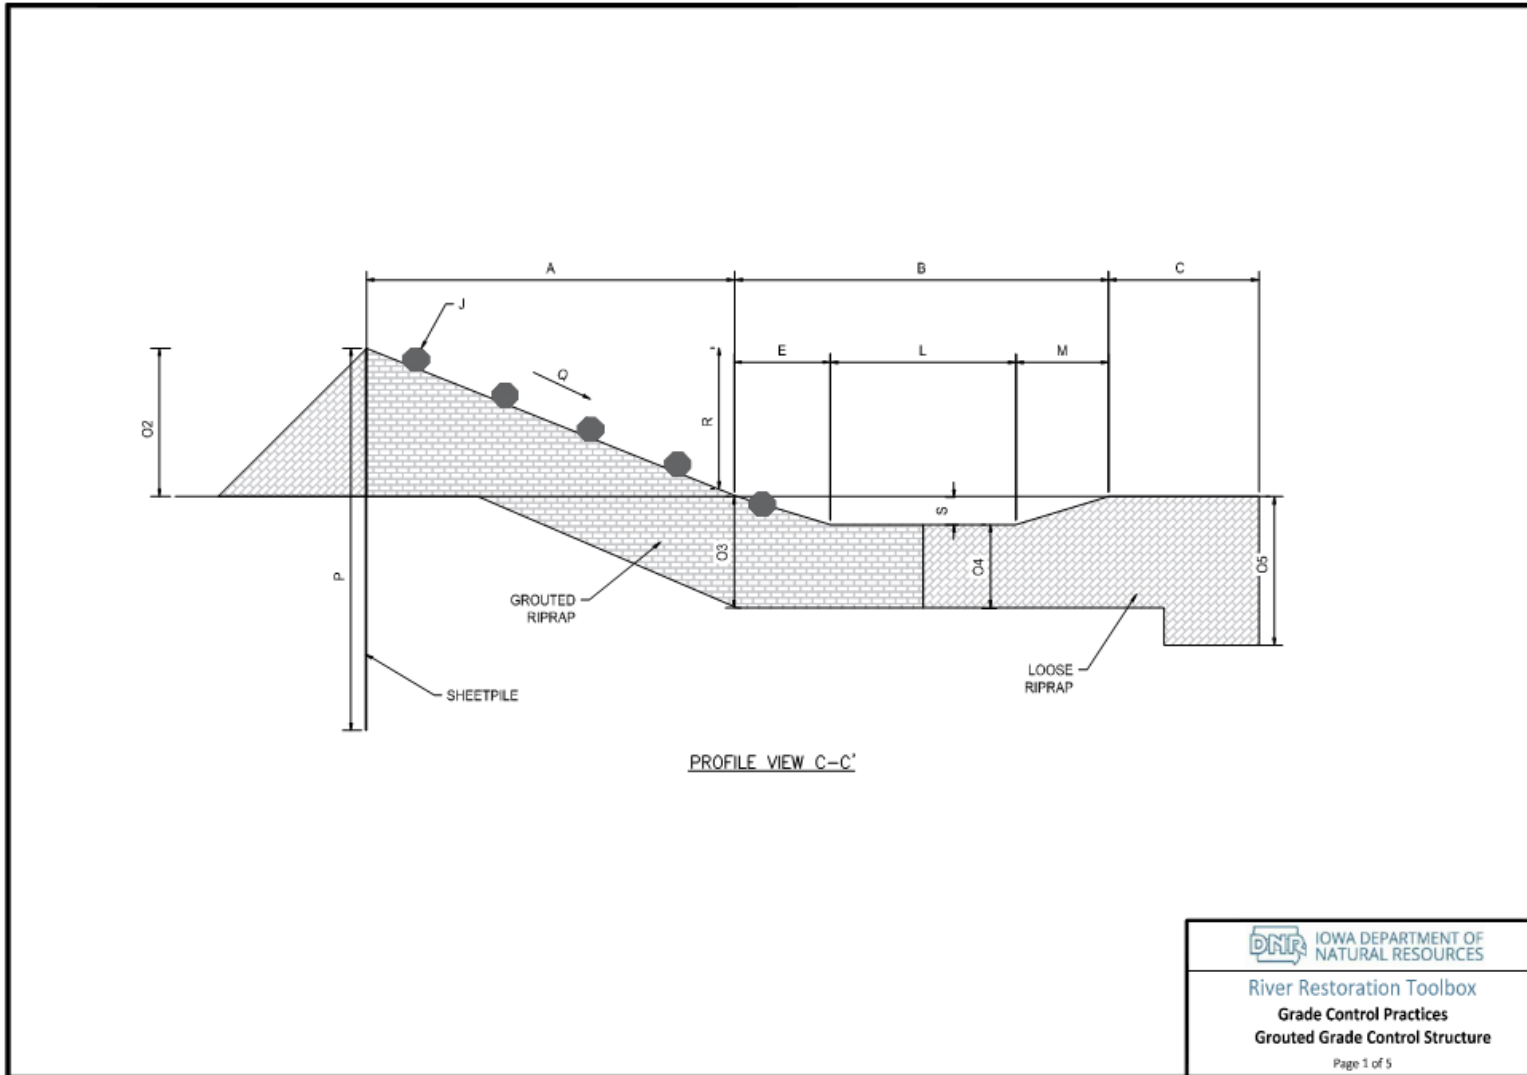 A
B
C
J
E
L
M
Q
O2
R
S
O3
O4
O5
P
GROUTED
RIPRAP
LOOSE
RIPRAP
SHEETPILE
PROFILE VIEW C-C'
DNR IOWA DEPARTMENT OF
NATURAL RESOURCES
River Restoration Toolbox
Grade Control Practices
Grouted Grade Control Structure
Page 1 of 5